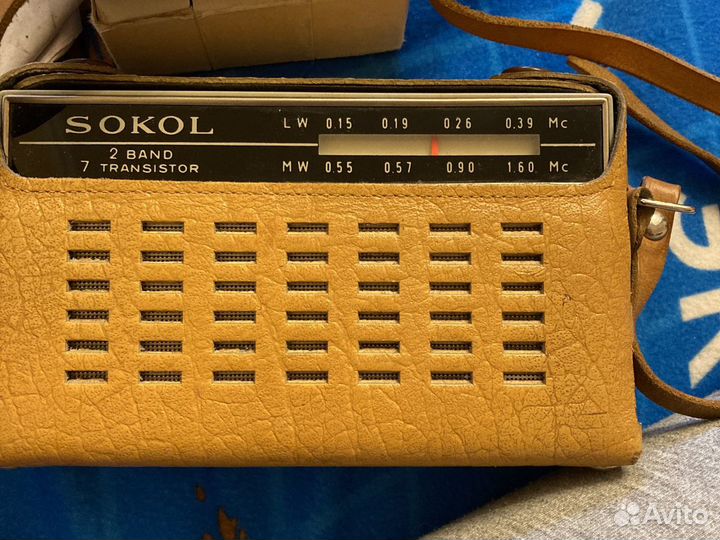 SOKOL
2 BAND
7 TRANSISTOR
LW 0.15 0.19 0.26 0.39 Mc
MW 0.55 0.57 0.90 1.60 Mc
Avito